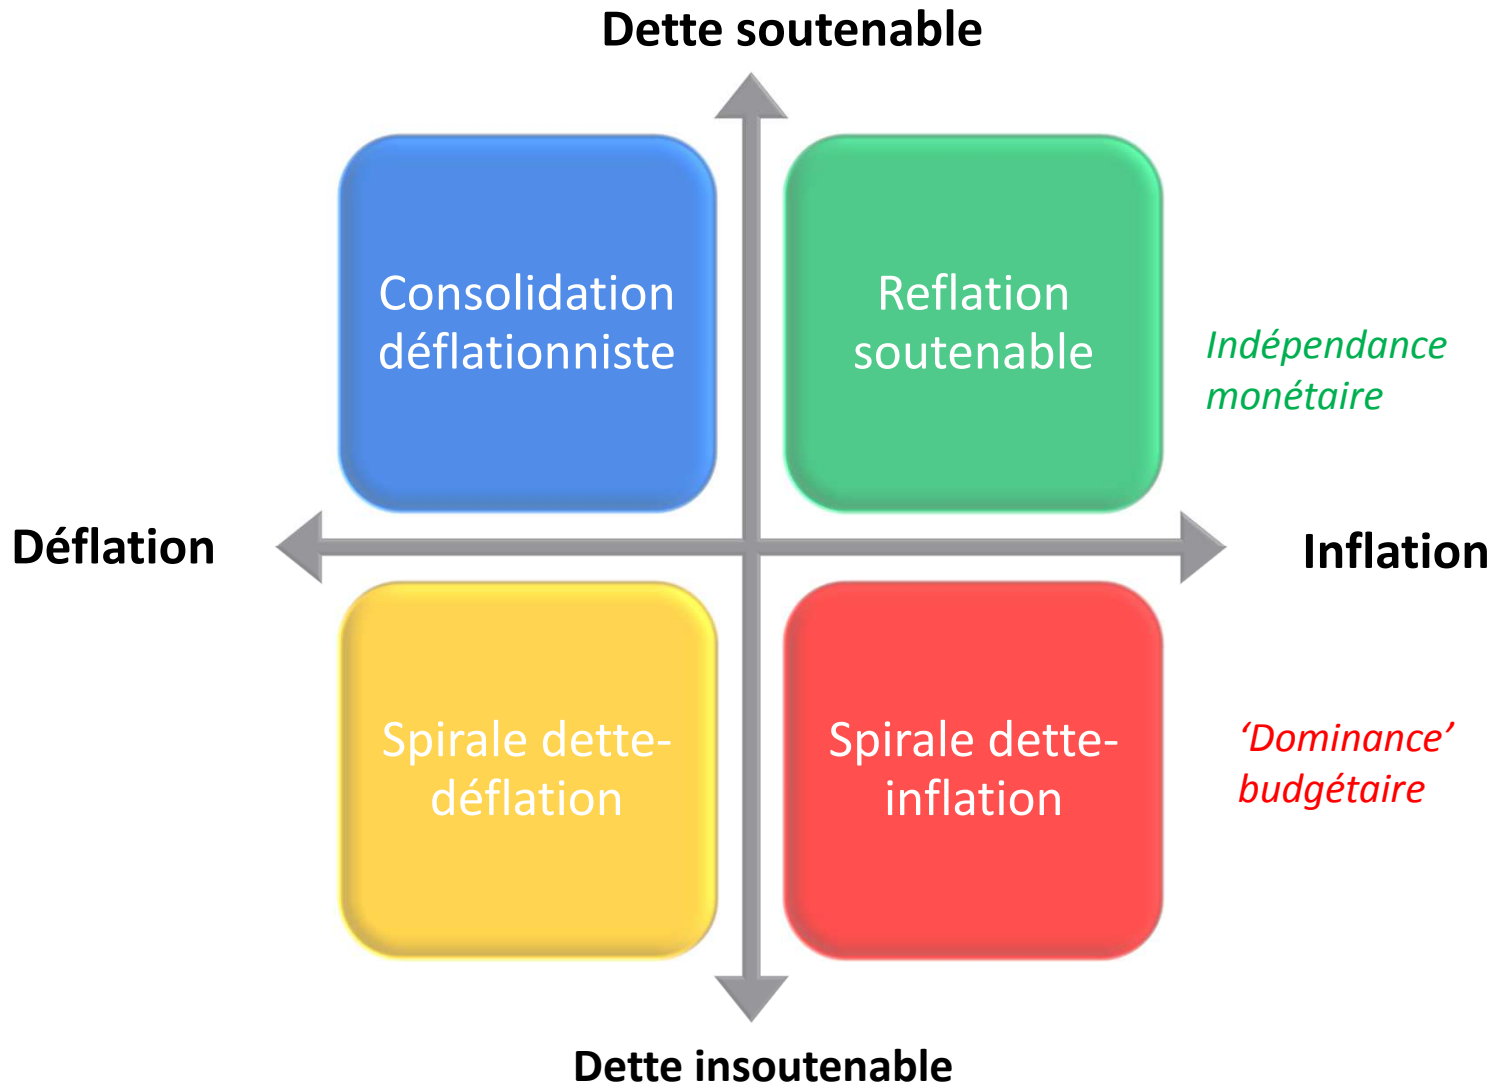 Dette soutenable
Consolidation
déflationniste
Reflation
soutenable
Indépendance
monétaire
Déflation
Inflation
Spirale dette-
déflation
Spirale dette-
inflation
‘Dominance’
budgétaire
Dette insoutenable